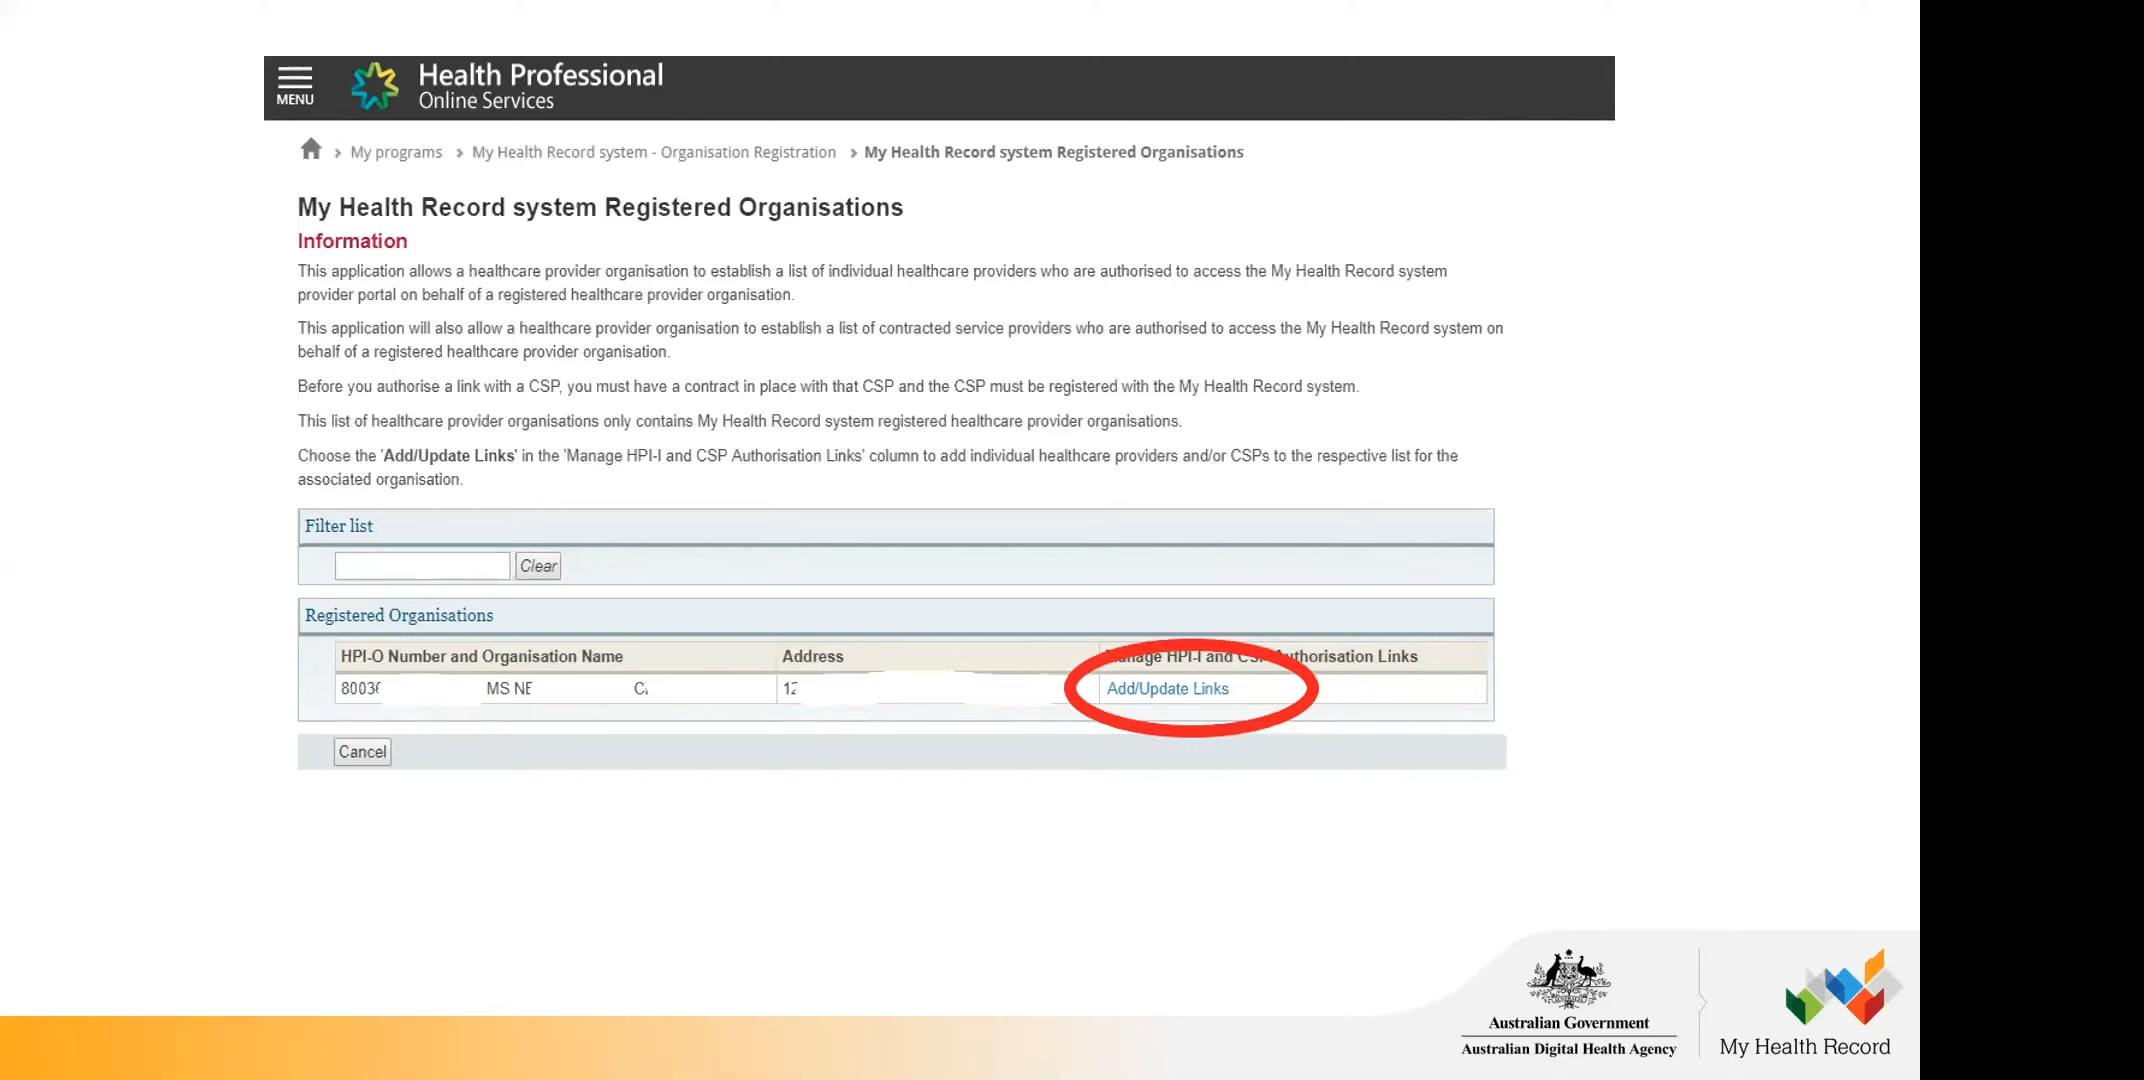 MENU
Health Professional
Online Services
My programs > My Health Record system - Organisation Registration > My Health Record system Registered Organisations
My Health Record system Registered Organisations
Information
This application allows a healthcare provider organisation to establish a list of individual healthcare providers who are authorised to access the My Health Record system
provider portal on behalf of a registered healthcare provider organisation.
This application will also allow a healthcare provider organisation to establish a list of contracted service providers who are authorised to access the My Health Record system on
behalf of a registered healthcare provider organisation.
Before you authorise a link with a CSP, you must have a contract in place with that CSP and the CSP must be registered with the My Health Record system.
This list of healthcare provider organisations only contains My Health Record system registered healthcare provider organisations.
Choose the 'Add/Update Links' in the 'Manage HPI-I and CSP Authorisation Links' column to add individual healthcare providers and/or CSPs to the respective list for the
associated organisation.
Filter list
Clear
Registered Organisations
HPI-O Number and Organisation Name Address Manage HPI-I and CSP Authorisation Links
8003 MS NE Add/Update Links
Cancel
Australian Government
Australian Digital Health Agency
My Health Record